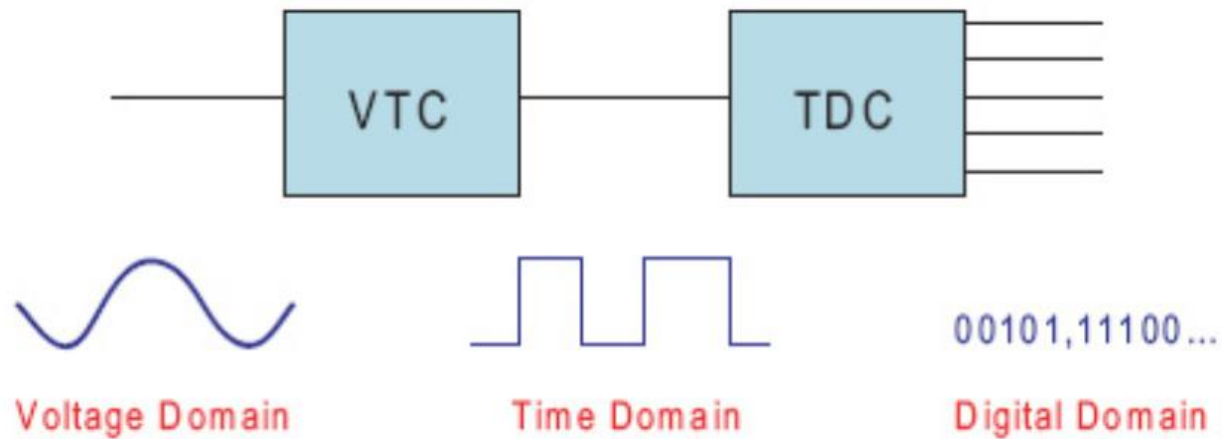 VTC
TDC
00101,11100...
Voltage Domain
Time Domain
Digital Domain